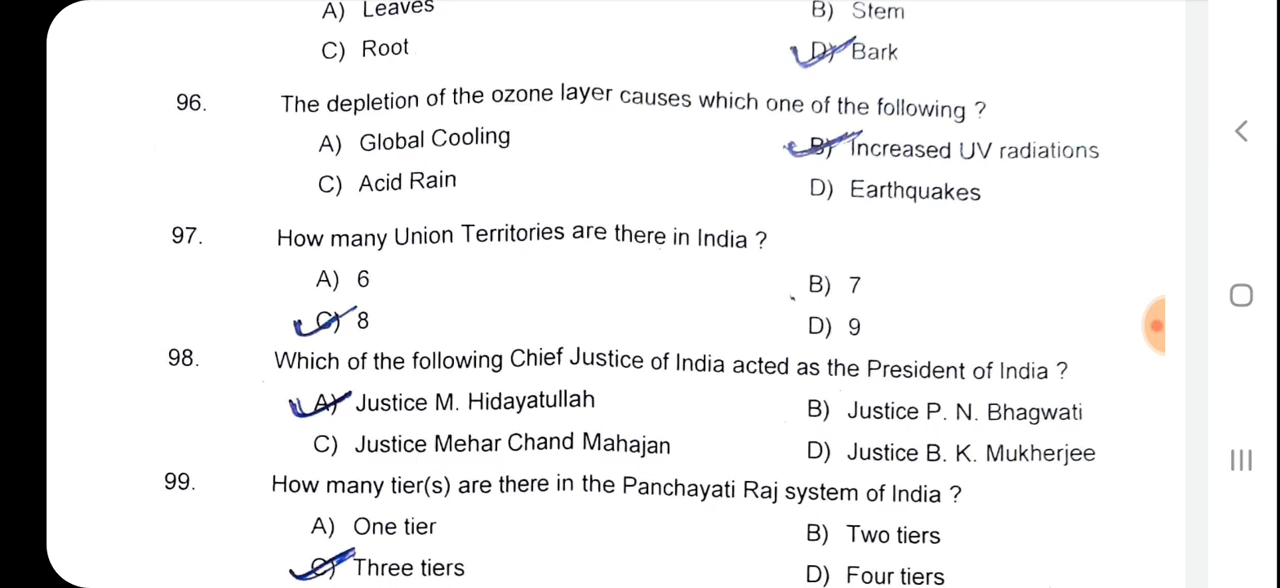 A) Leaves B) Stem
C) Root D) Bark
96. The depletion of the ozone layer causes which one of the following ?
A) Global Cooling B) Increased UV radiations
C) Acid Rain D) Earthquakes
97. How many Union Territories are there in India ?
A) 6 B) 7
C) 8 D) 9
98. Which of the following Chief Justice of India acted as the President of India ?
A) Justice M. Hidayatullah B) Justice P. N. Bhagwati
C) Justice Mehar Chand Mahajan D) Justice B. K. Mukherjee
99. How many tier(s) are there in the Panchayati Raj system of India ?
A) One tier B) Two tiers
C) Three tiers D) Four tiers